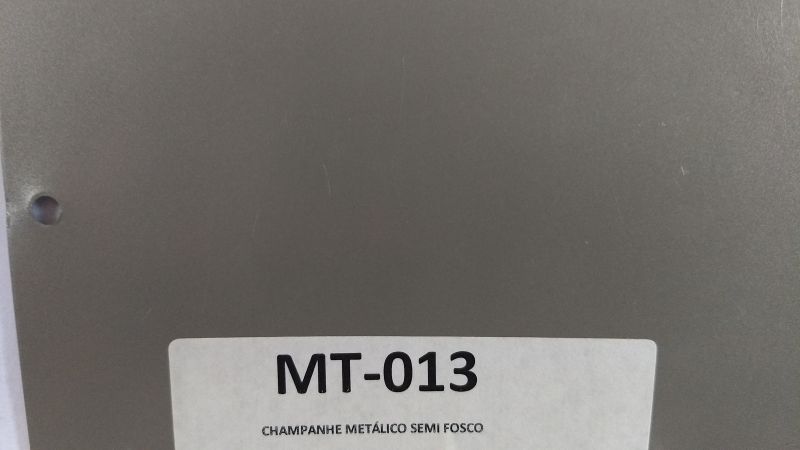 MT-013
CHAMPANHE METÁLICO SEMI FOSCO